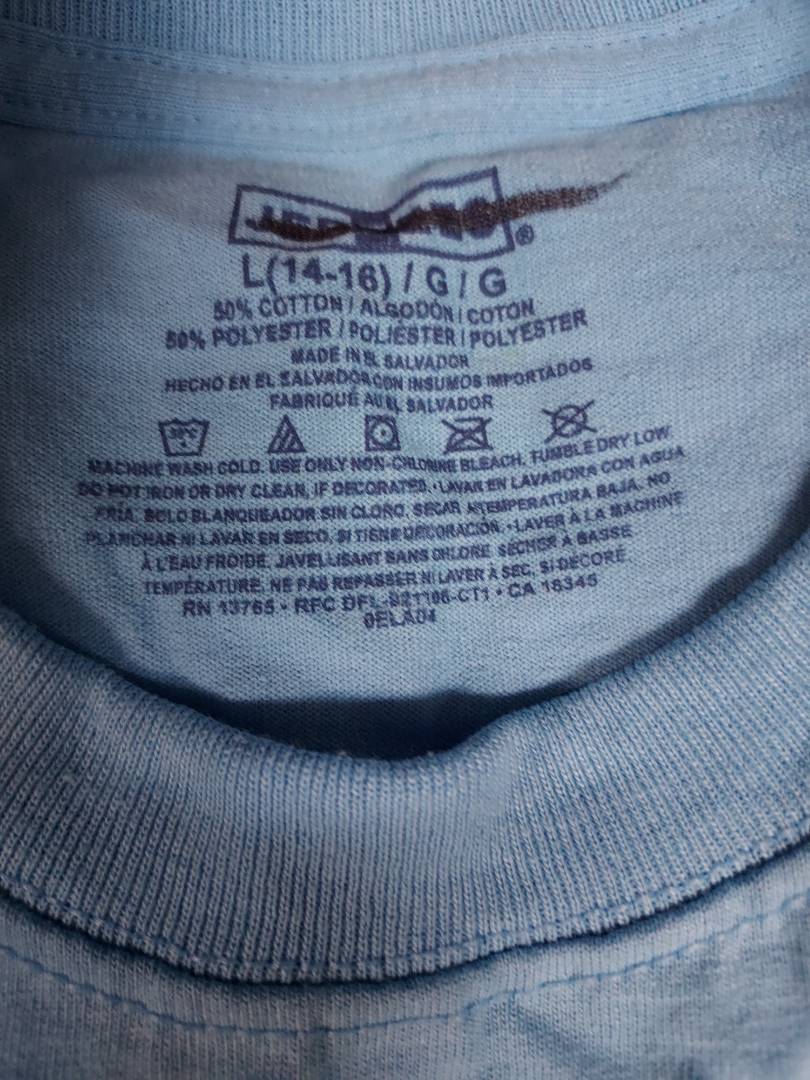 ®
L(14-16) / G / G
50% COTTON / ALGODÓN / COTON
50% POLYESTER / POLIÉSTER / POLYESTER
MADE IN EL SALVADOR
HECHO EN EL SALVADOR CON INSUMOS IMPORTADOS
FABRIQUÉ AU EL SALVADOR
30°C
MACHINE WASH COLD. USE ONLY NON-CHLORINE BLEACH. TUMBLE DRY LOW
DO NOT IRON OR DRY CLEAN, IF DECORATED. • LAVAR EN LAVADORA CON AGUA
FRÍA. SOLO BLANQUEADOR SIN CLORO. SECAR A TEMPERATURA BAJA. NO
PLANCHAR NI LAVAR EN SECO, SI TIENE DECORACIÓN. • LAVER À LA MACHINE
À L'EAU FROIDE. JAVELLISANT SANS CHLORE. SÉCHER À BASSE
TEMPÉRATURE. NE PAS REPASSER NI LAVER À SEC, SI DÉCORÉ.
RN 13765 • RFC DFL-921106-CT1 • CA 16345
0ELA04